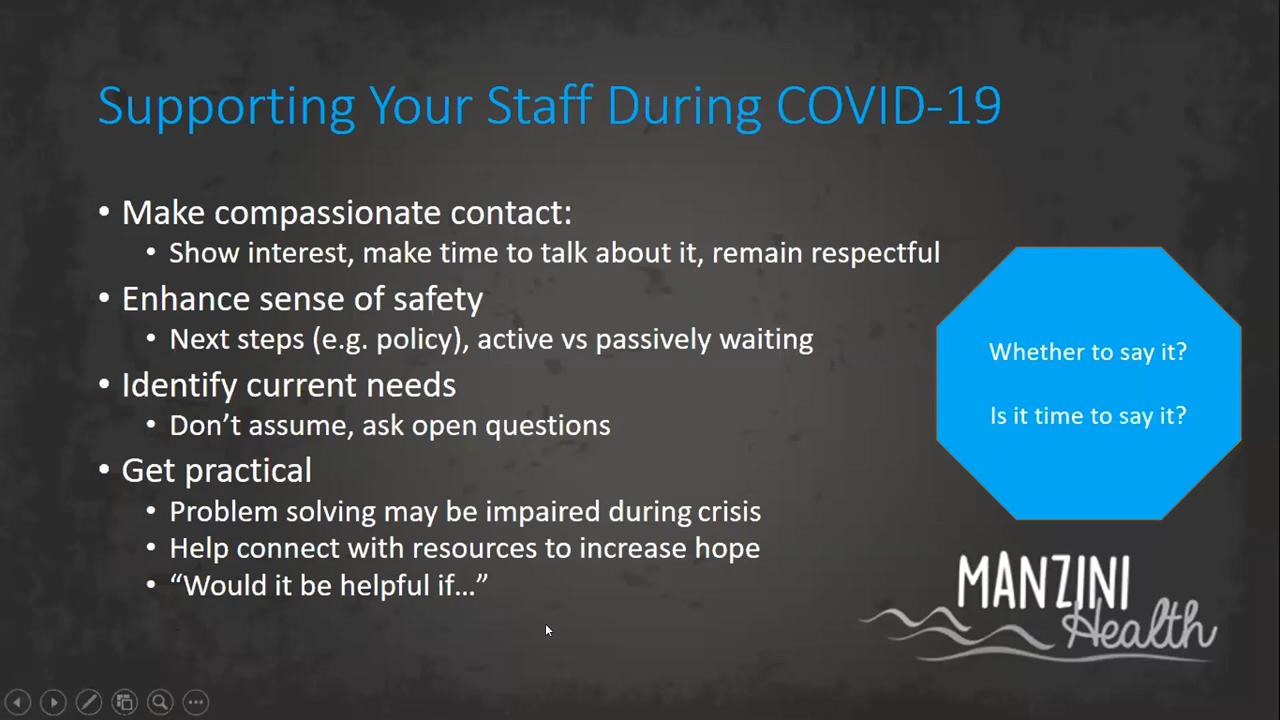 Supporting Your Staff During COVID-19
• Make compassionate contact:
• Show interest, make time to talk about it, remain respectful
• Enhance sense of safety
• Next steps (e.g. policy), active vs passively waiting
• Identify current needs
• Don’t assume, ask open questions
• Get practical
• Problem solving may be impaired during crisis
• Help connect with resources to increase hope
• “Would it be helpful if…”
Whether to say it?
Is it time to say it?
MANZINI
Health